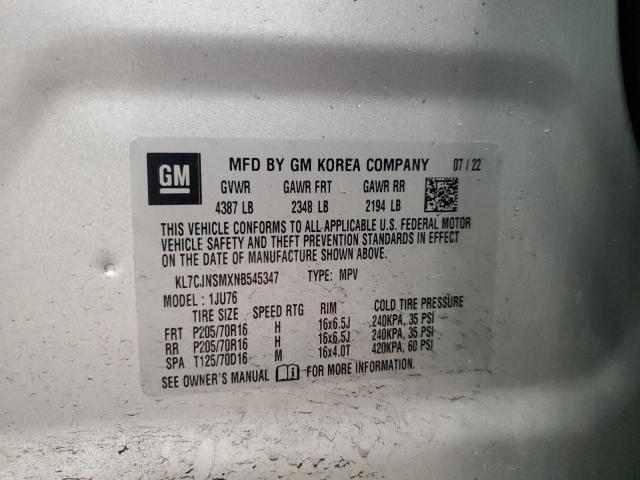 GM MFD BY GM KOREA COMPANY 07 / 22
GVWR GAWR FRT GAWR RR
4387 LB 2348 LB 2194 LB
THIS VEHICLE CONFORMS TO ALL APPLICABLE U.S. FEDERAL MOTOR
VEHICLE SAFETY AND THEFT PREVENTION STANDARDS IN EFFECT
ON THE DATE OF MANUFACTURE SHOWN ABOVE.
KL7CJNSMXNB545347 TYPE: MPV
MODEL : 1JU76
TIRE SIZE SPEED RTG RIM COLD TIRE PRESSURE
FRT P205/70R16 H 16x6.5J 240KPA, 35 PSI
RR P205/70R16 H 16x6.5J 240KPA, 35 PSI
SPA T125/70D16 M 16x4.0T 420KPA, 60 PSI
SEE OWNER'S MANUAL FOR MORE INFORMATION.